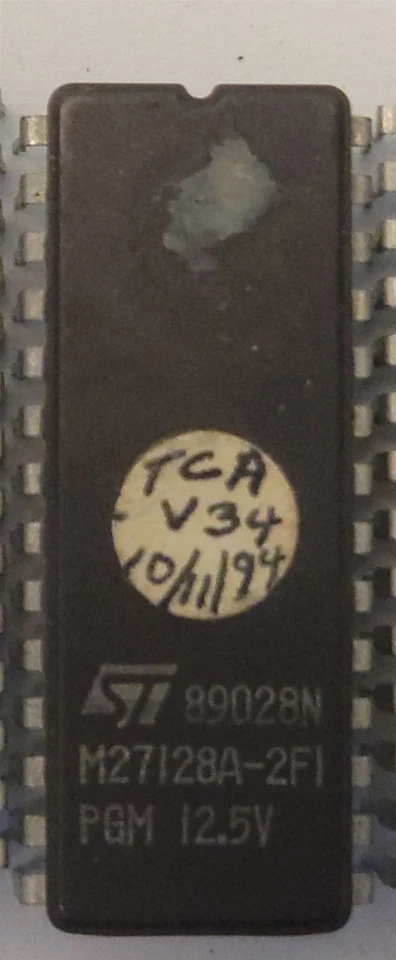 TCA
V34
10/11/94
ST 89028N
M27128A-2F1
PGM 12.5V